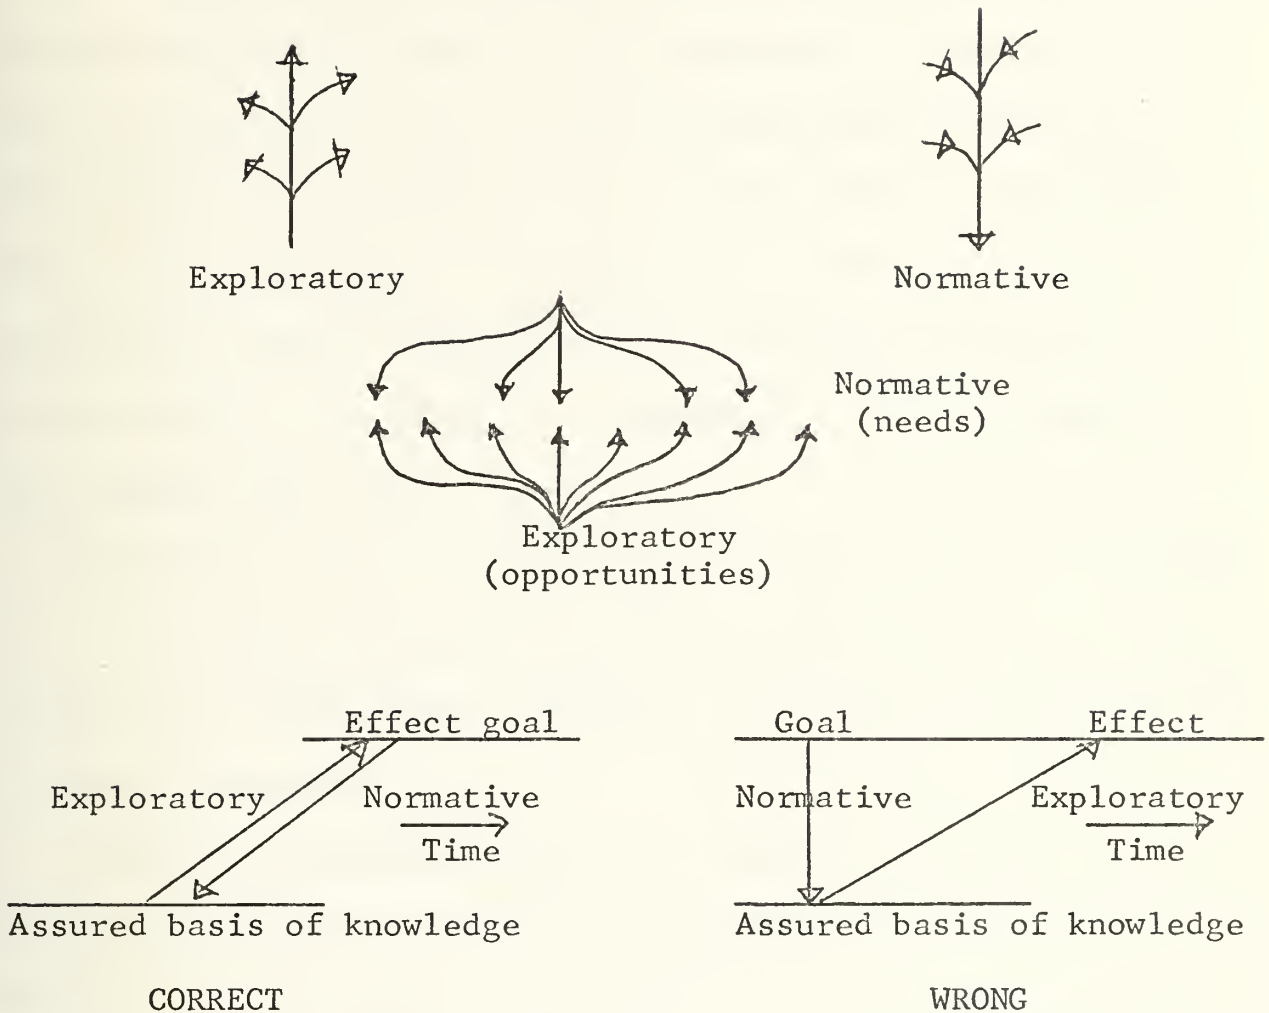 Exploratory
Normative
Normative
(needs)
Exploratory
(opportunities)
Effect goal
Exploratory
Normative
Time
Assured basis of knowledge
CORRECT
Goal
Effect
Normative
Exploratory
Time
Assured basis of knowledge
WRONG